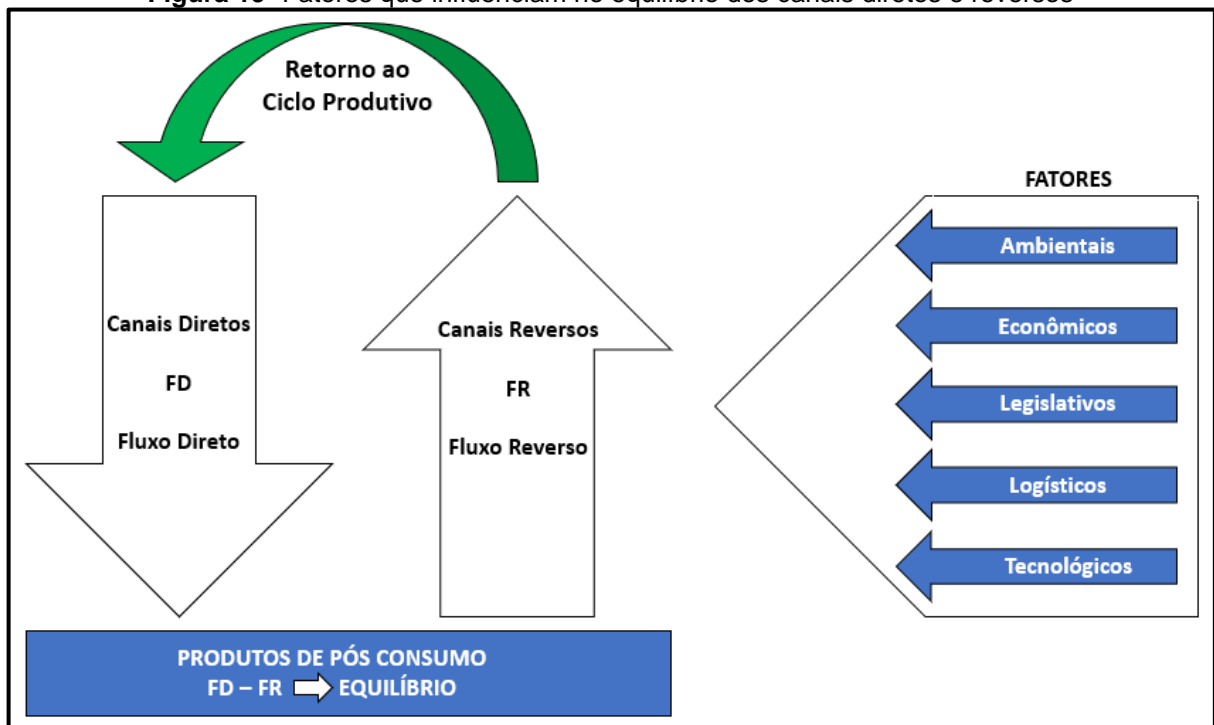 Retorno ao
Ciclo Produtivo
FATORES
Ambientais
Econômicos
Legislativos
Logísticos
Tecnológicos
Canais Diretos
FD
Fluxo Direto
Canais Reversos
FR
Fluxo Reverso
PRODUTOS DE PÓS CONSUMO
FD – FR EQUILÍBRIO